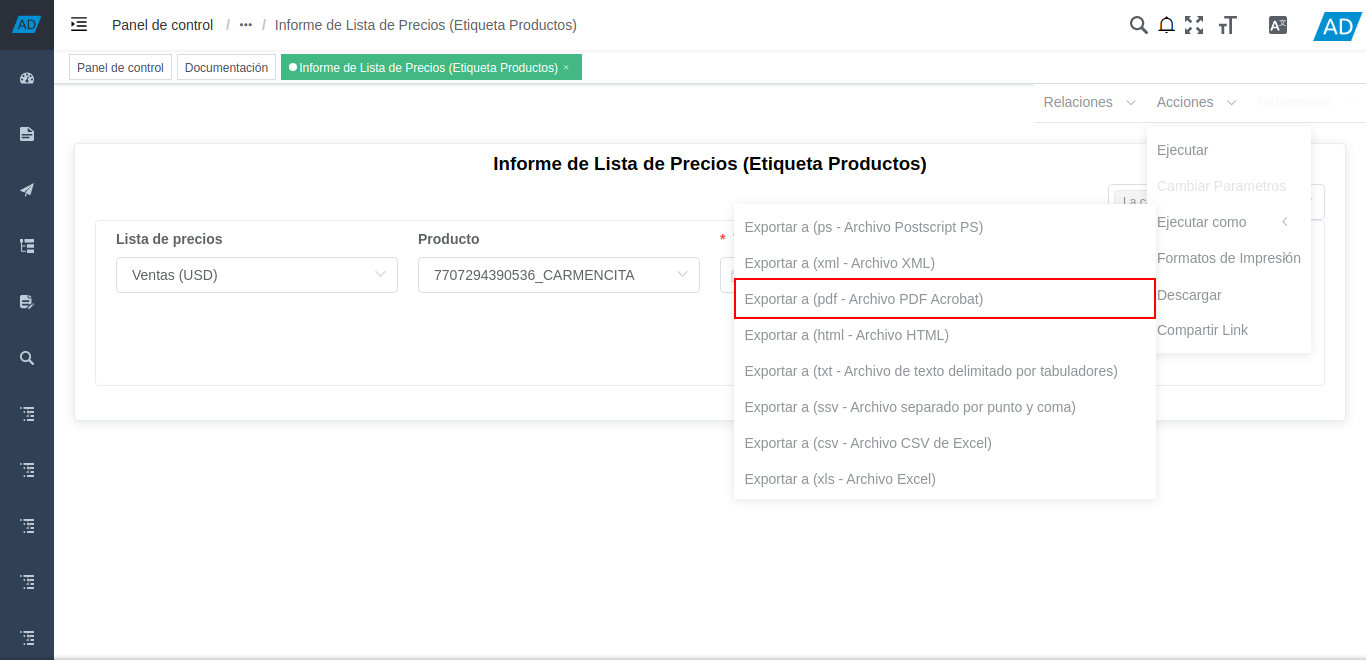 AD
Panel de control / ••• / Informe de Lista de Precios (Etiqueta Productos)
AD
Panel de control
Documentación
Informe de Lista de Precios (Etiqueta Productos) ×
Relaciones
Acciones
Referencias
Informe de Lista de Precios (Etiqueta Productos)
Ejecutar
Cambiar Parametros
Ejecutar como
Formatos de Impresión
Descargar
Compartir Link
La c
Lista de precios
Producto
*
Ventas (USD)
7707294390536_CARMENCITA
Exportar a (ps - Archivo Postscript PS)
Exportar a (xml - Archivo XML)
Exportar a (pdf - Archivo PDF Acrobat)
Exportar a (html - Archivo HTML)
Exportar a (txt - Archivo de texto delimitado por tabuladores)
Exportar a (ssv - Archivo separado por punto y coma)
Exportar a (csv - Archivo CSV de Excel)
Exportar a (xls - Archivo Excel)